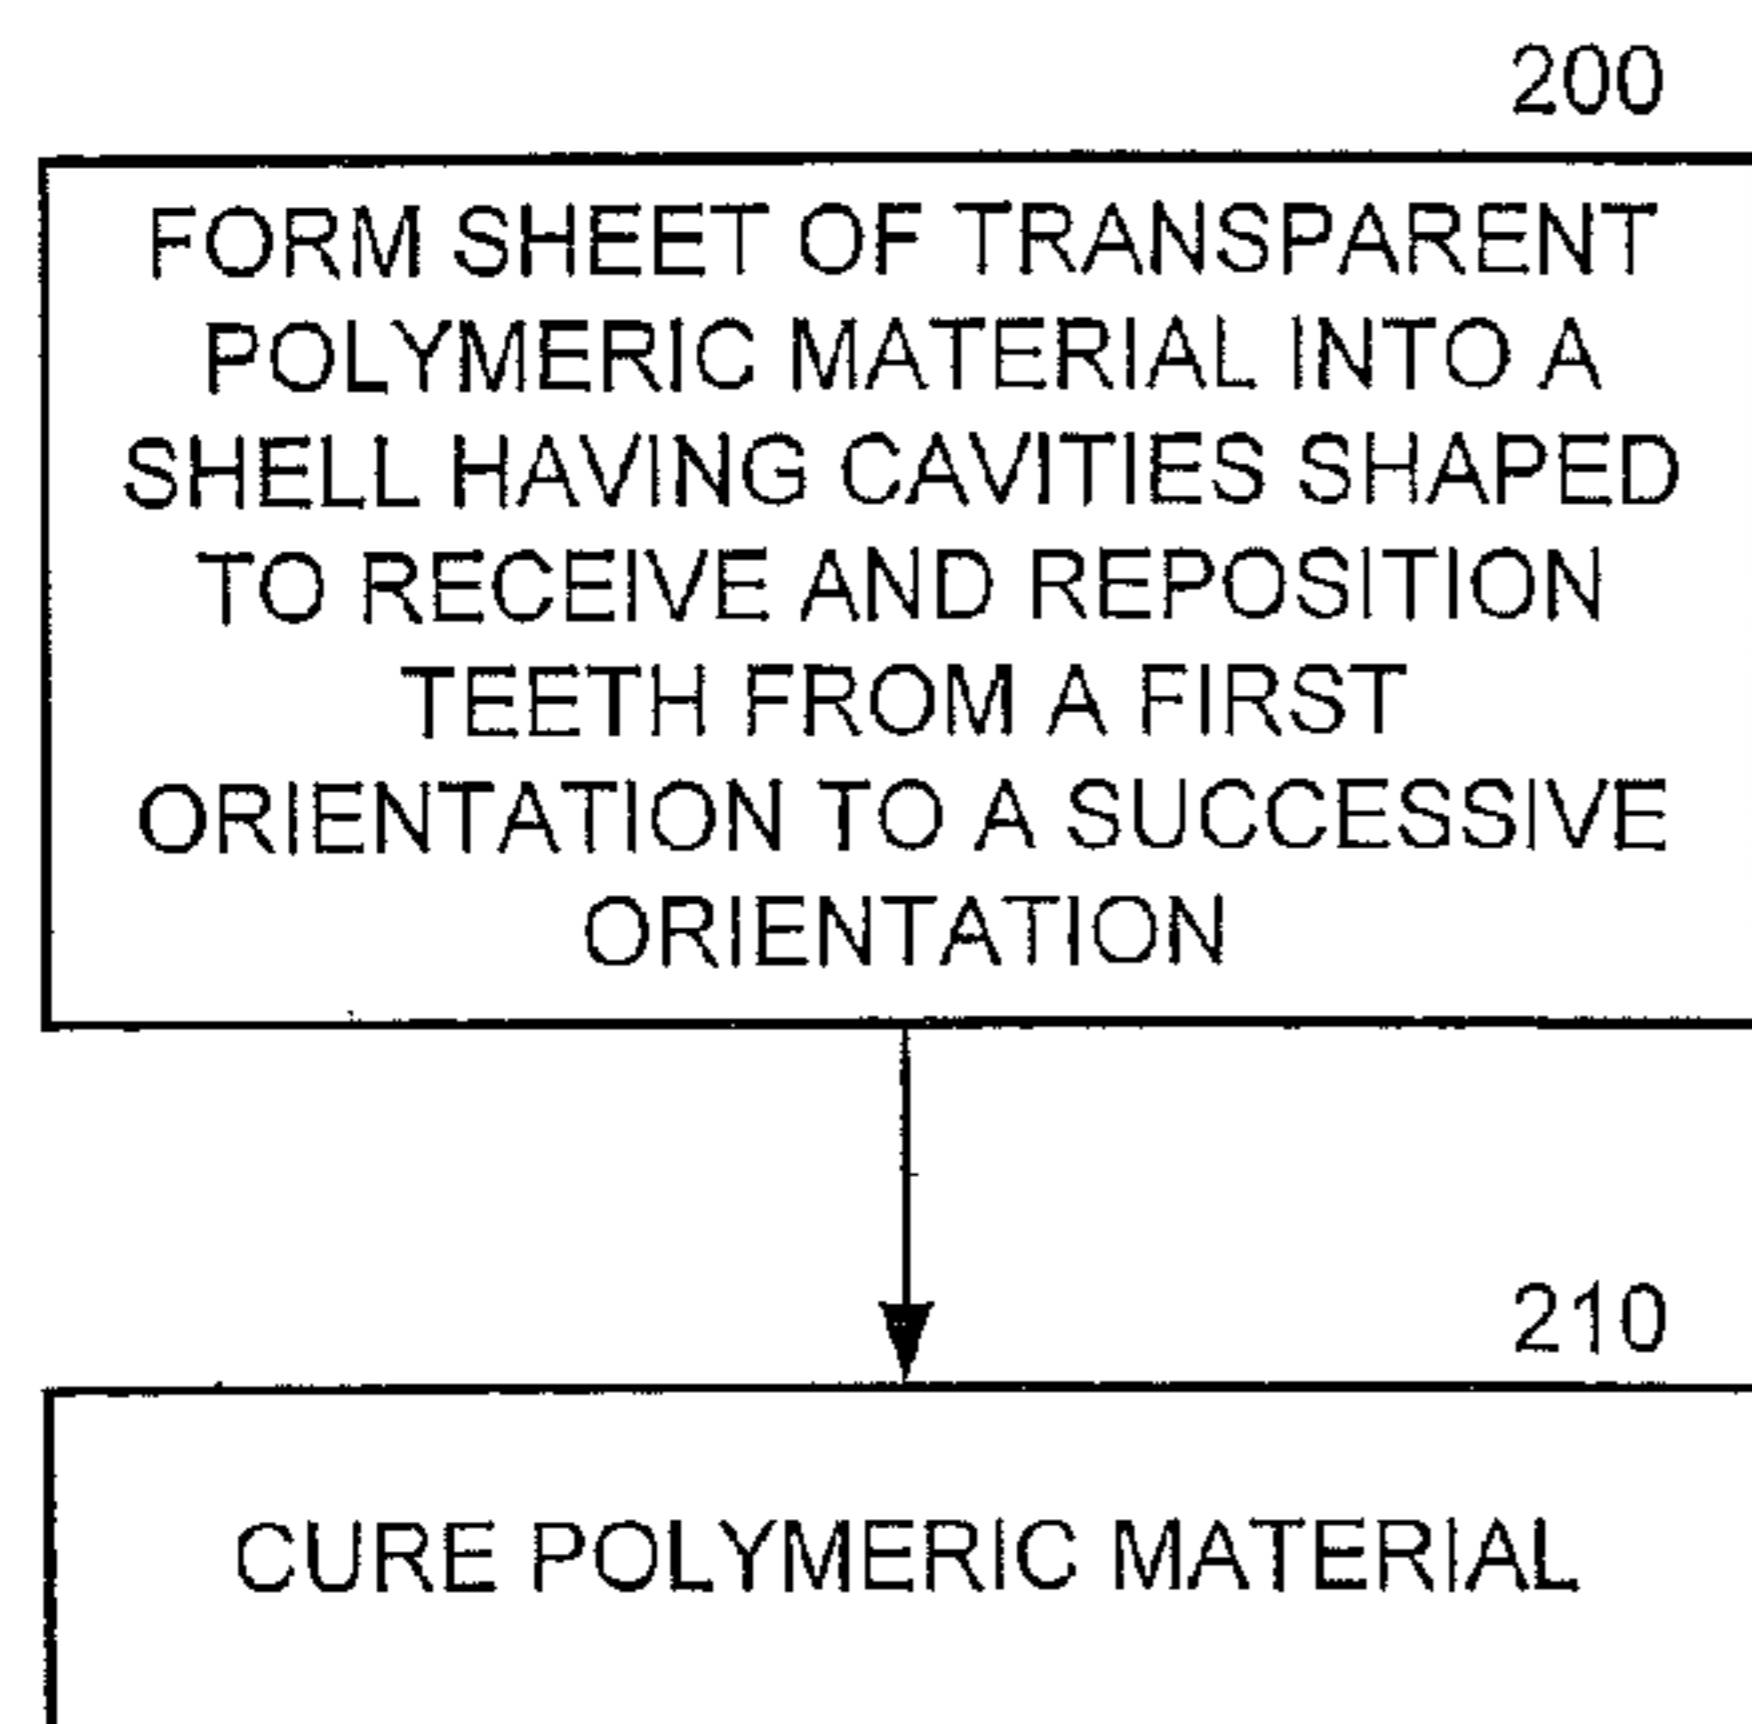 200
FORM SHEET OF TRANSPARENT
POLYMERIC MATERIAL INTO A
SHELL HAVING CAVITIES SHAPED
TO RECEIVE AND REPOSITION
TEETH FROM A FIRST
ORIENTATION TO A SUCCESSIVE
ORIENTATION
210
CURE POLYMERIC MATERIAL